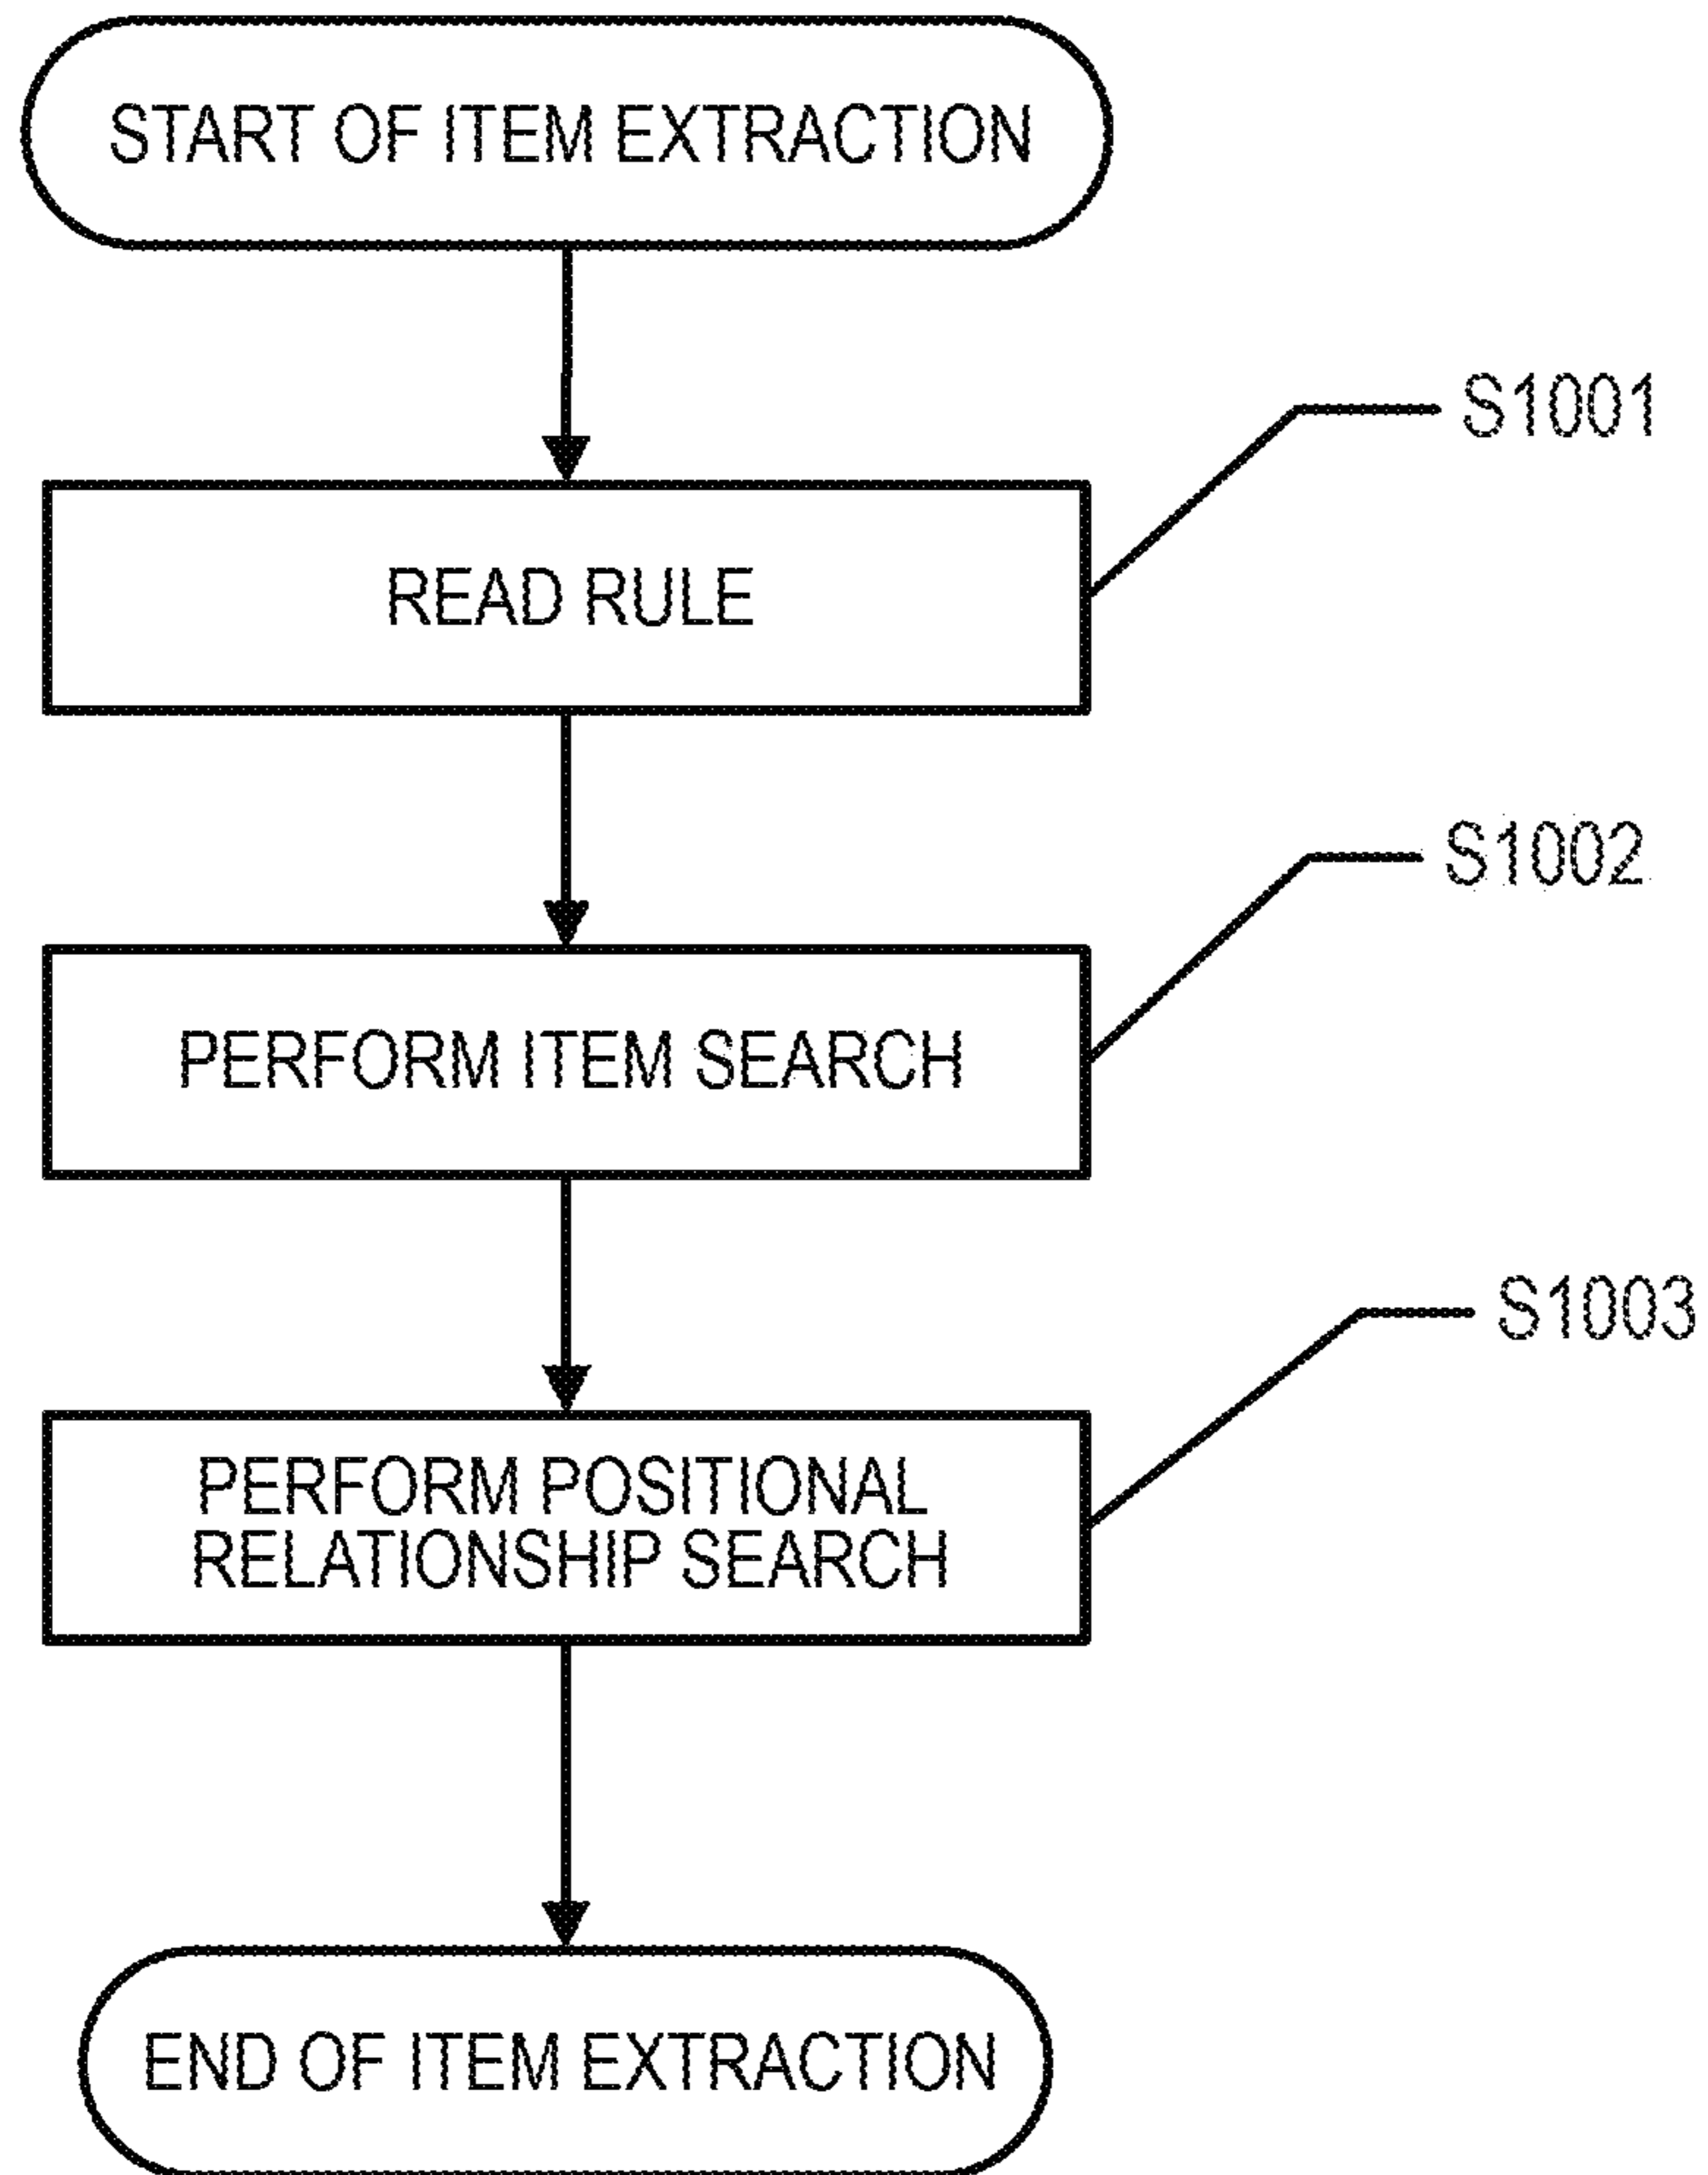 START OF ITEM EXTRACTION
S1001
READ RULE
S1002
PERFORM ITEM SEARCH
S1003
PERFORM POSITIONAL
RELATIONSHIP SEARCH
END OF ITEM EXTRACTION